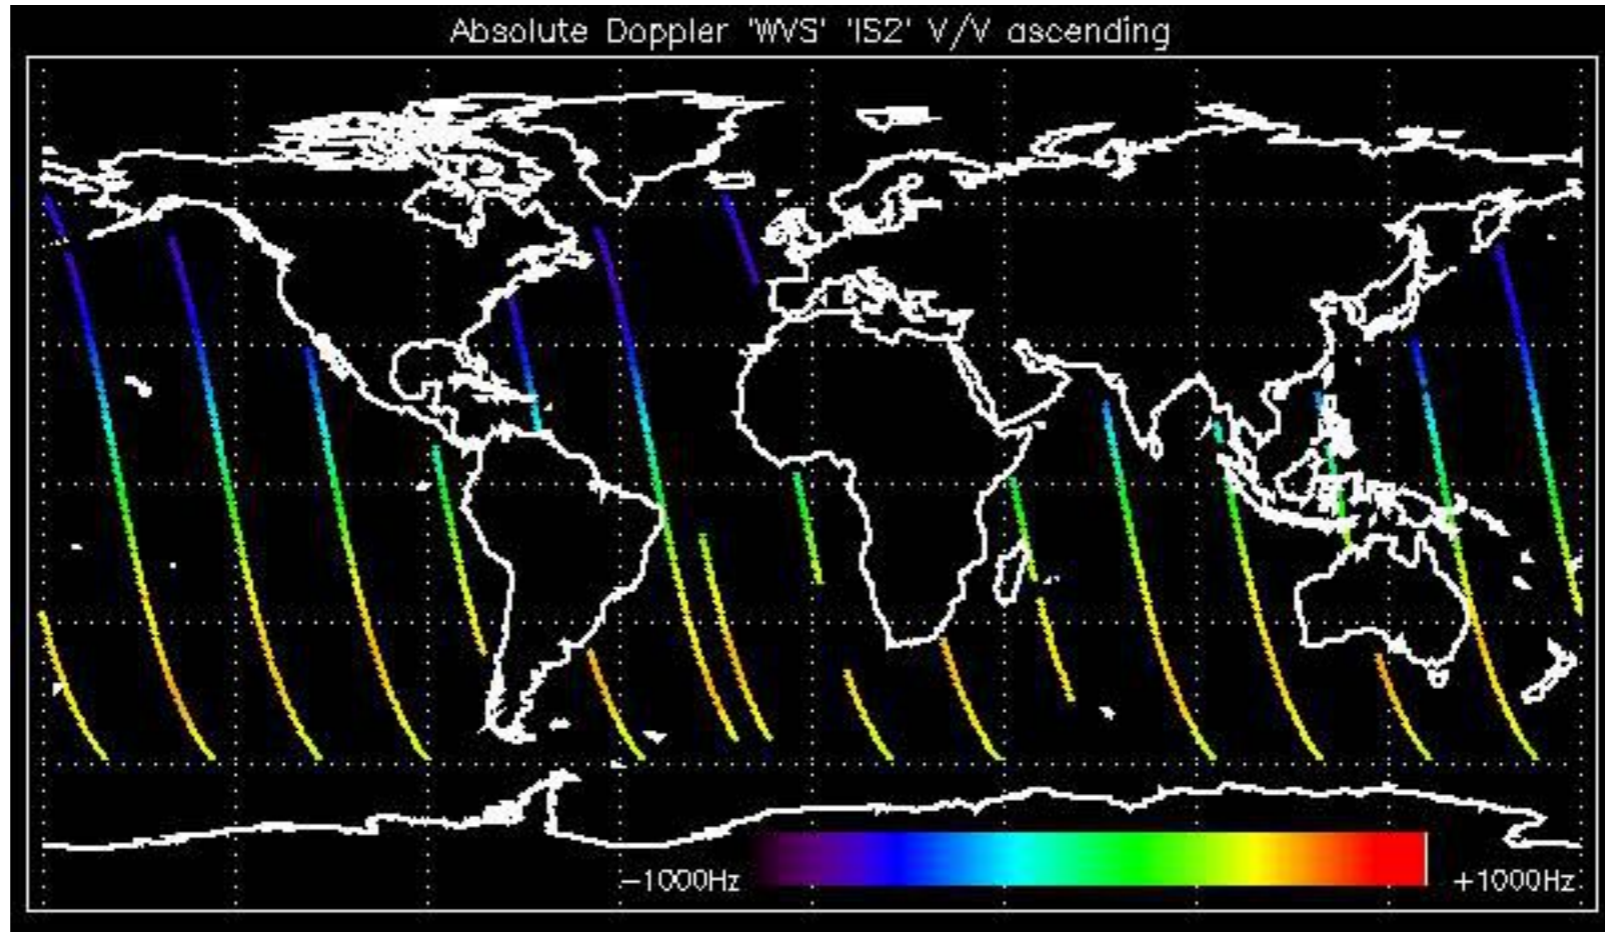 Absolute Doppler 'WVS' 'IS2' V/V ascending
−1000Hz +1000Hz